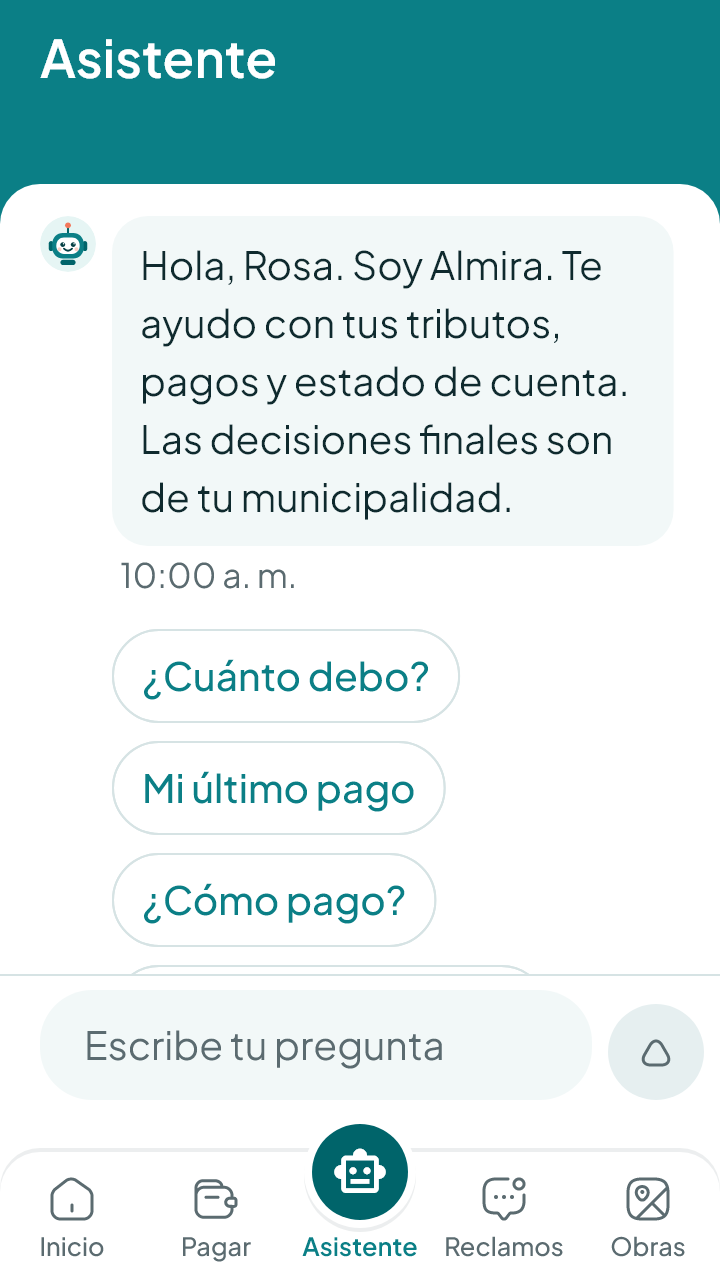 Asistente
Hola, Rosa. Soy Almira. Te
ayudo con tus tributos,
pagos y estado de cuenta.
Las decisiones finales son
de tu municipalidad.
10:00 a. m.
¿Cuánto debo?
Mi último pago
¿Cómo pago?
Escribe tu pregunta
Inicio
Pagar
Asistente
Reclamos
Obras